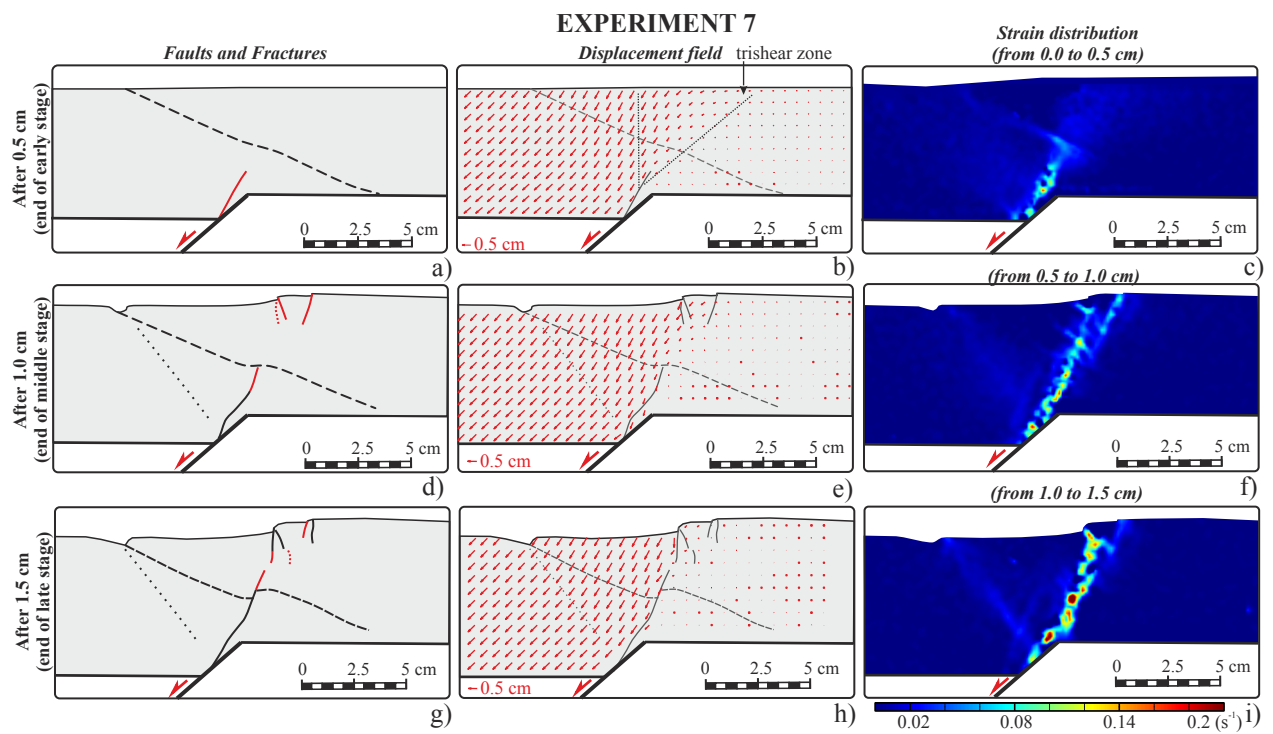 EXPERIMENT 7
Faults and Fractures
Displacement field
trishear zone
Strain distribution
(from 0.0 to 0.5 cm)
After 0.5 cm
(end of early stage)
0 2.5 5 cm
a)
0.5 cm
0 2.5 5 cm
b)
0 2.5 5 cm
c)
After 1.0 cm
(end of middle stage)
0 2.5 5 cm
d)
0.5 cm
0 2.5 5 cm
e)
(from 0.5 to 1.0 cm)
0 2.5 5 cm
f)
After 1.5 cm
(end of late stage)
0 2.5 5 cm
g)
0.5 cm
0 2.5 5 cm
h)
(from 1.0 to 1.5 cm)
0 2.5 5 cm
i)
0.02 0.08 0.14 0.2 (s⁻¹)